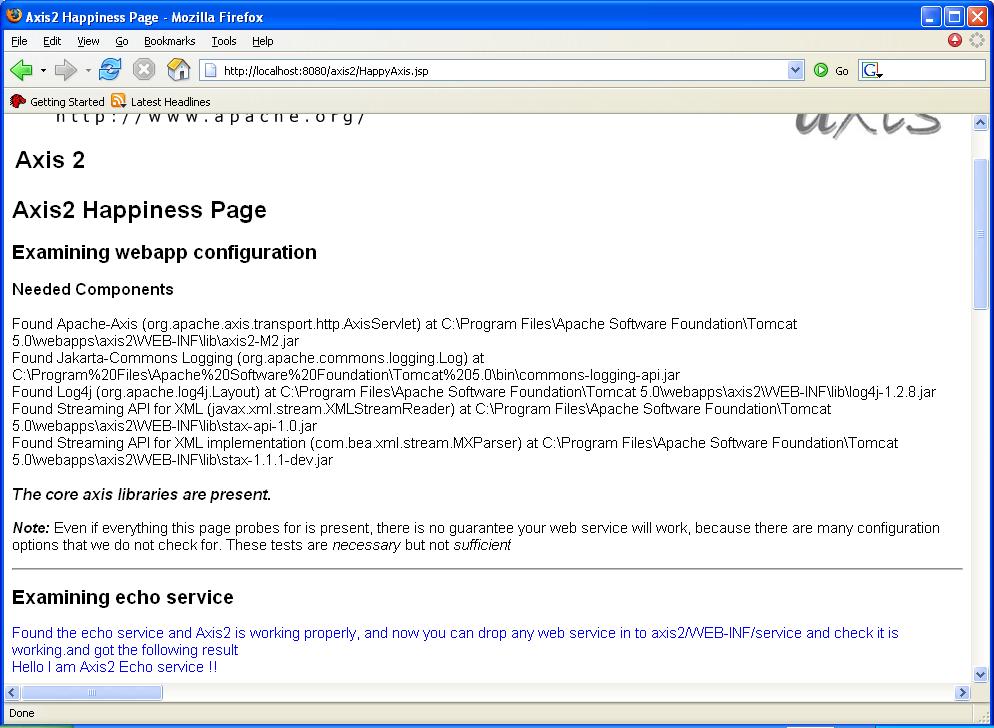 Axis2 Happiness Page - Mozilla Firefox
File Edit View Go Bookmarks Tools Help
http://localhost:8080/axis2/HappyAxis.jsp Go G
Getting Started Latest Headlines
http://www.apache.org/
axis
Axis 2
Axis2 Happiness Page
Examining webapp configuration
Needed Components
Found Apache-Axis (org.apache.axis.transport.http.AxisServlet) at C:\Program Files\Apache Software Foundation\Tomcat
5.0\webapps\axis2\WEB-INF\lib\axis2-M2.jar
Found Jakarta-Commons Logging (org.apache.commons.logging.Log) at
C:\Program%20Files\Apache%20Software%20Foundation\Tomcat%205.0\bin\commons-logging-api.jar
Found Log4j (org.apache.log4j.Layout) at C:\Program Files\Apache Software Foundation\Tomcat 5.0\webapps\axis2\WEB-INF\lib\log4j-1.2.8.jar
Found Streaming API for XML (javax.xml.stream.XMLStreamReader) at C:\Program Files\Apache Software Foundation\Tomcat
5.0\webapps\axis2\WEB-INF\lib\stax-api-1.0.jar
Found Streaming API for XML implementation (com.bea.xml.stream.MXParser) at C:\Program Files\Apache Software Foundation\Tomcat
5.0\webapps\axis2\WEB-INF\lib\stax-1.1.1-dev.jar
The core axis libraries are present.
Note: Even if everything this page probes for is present, there is no guarantee your web service will work, because there are many configuration
options that we do not check for. These tests are necessary but not sufficient
Examining echo service
Found the echo service and Axis2 is working properly, and now you can drop any web service in to axis2/WEB-INF/service and check it is
working.and got the following result
Hello I am Axis2 Echo service !!
Done